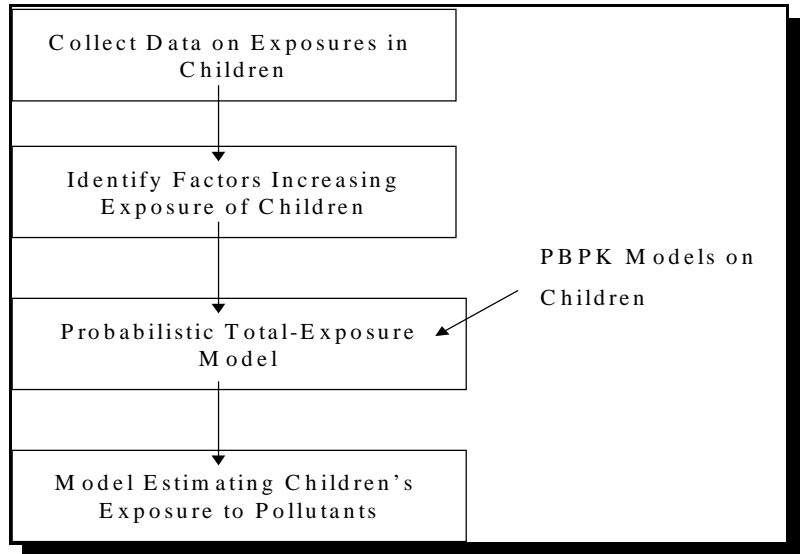 Collect Data on Exposures in
Children
Identify Factors Increasing
Exposure of Children
PBPK Models on
Children
Probabilistic Total-Exposure
Model
Model Estimating Children’s
Exposure to Pollutants